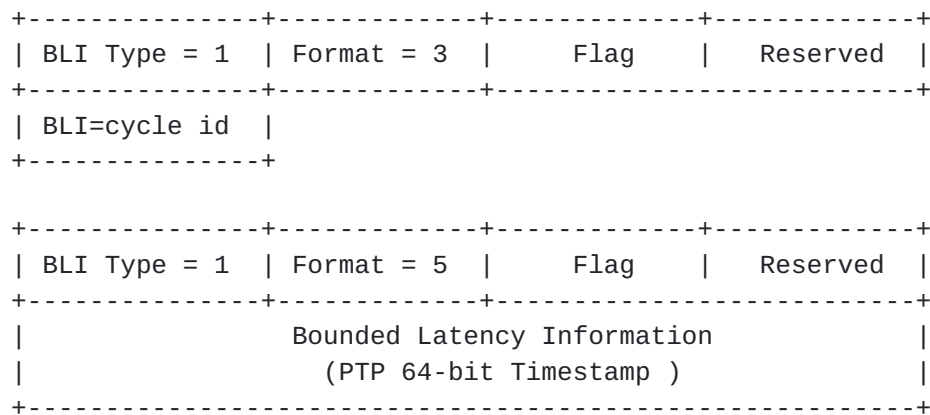 BLI Type = 1 Format = 3 Flag Reserved
BLI=cycle id
BLI Type = 1 Format = 5 Flag Reserved
Bounded Latency Information
(PTP 64-bit Timestamp )